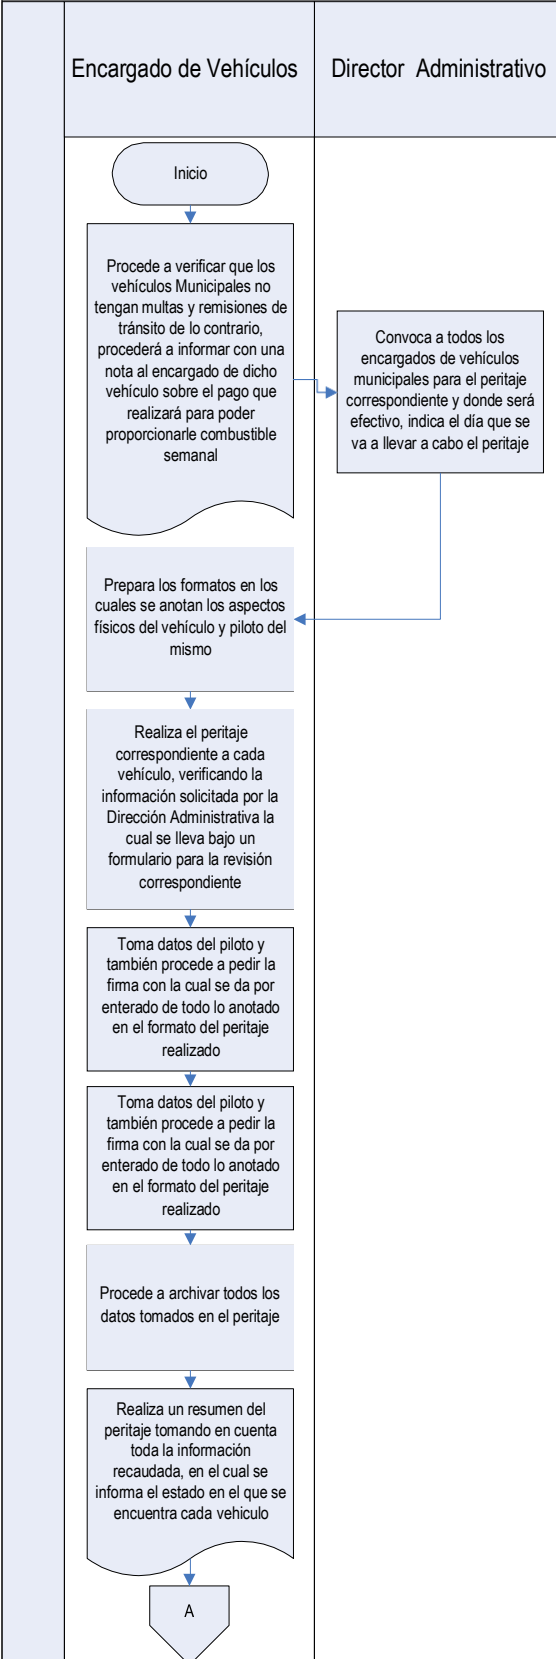 Encargado de Vehículos
Director Administrativo
Inicio
Procede a verificar que los
vehículos Municipales no
tengan multas y remisiones de
tránsito de lo contrario,
procederá a informar con una
nota al encargado de dicho
vehículo sobre el pago que
realizará para poder
proporcionarle combustible
semanal
Convoca a todos los
encargados de vehículos
municipales para el peritaje
correspondiente y donde será
efectivo, indica el día que se
va a llevar a cabo el peritaje
Prepara los formatos en los
cuales se anotan los aspectos
físicos del vehículo y piloto del
mismo
Realiza el peritaje
correspondiente a cada
vehículo, verificando la
información solicitada por la
Dirección Administrativa la
cual se lleva bajo un
formulario para la revisión
correspondiente
Toma datos del piloto y
también procede a pedir la
firma con la cual se da por
enterado de todo lo anotado
en el formato del peritaje
realizado
Toma datos del piloto y
también procede a pedir la
firma con la cual se da por
enterado de todo lo anotado
en el formato del peritaje
realizado
Procede a archivar todos los
datos tomados en el peritaje
Realiza un resumen del
peritaje tomando en cuenta
toda la información
recaudada, en el cual se
informa el estado en el que se
encuentra cada vehiculo
A